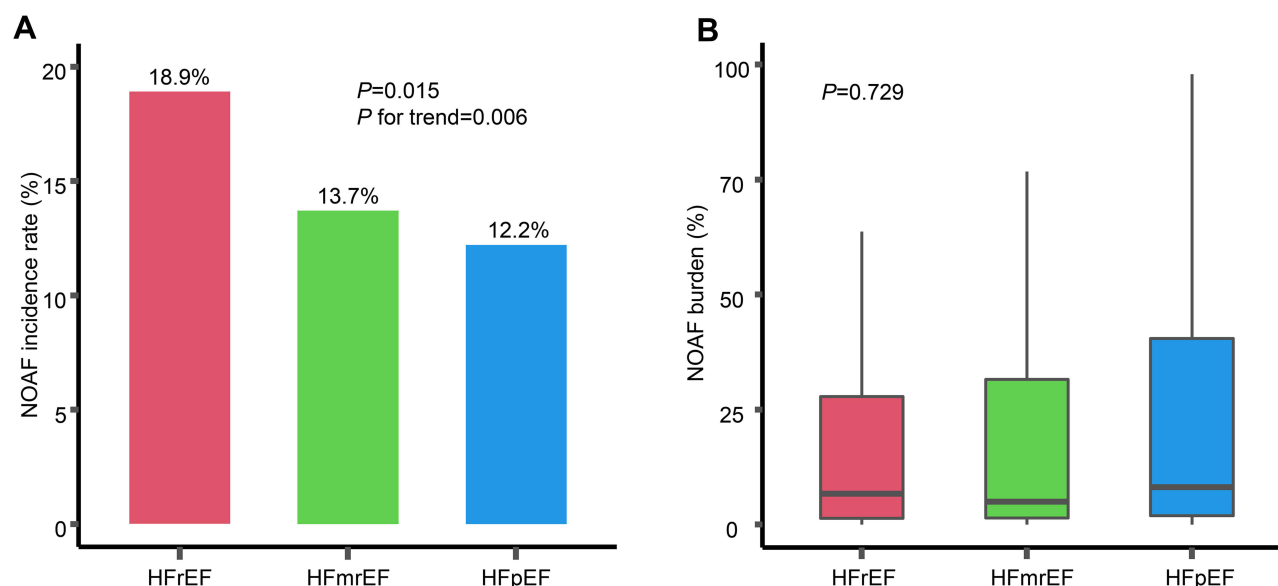 A
NOAF incidence rate (%)
20
15
10
5
0
18.9%
13.7%
12.2%
P=0.015
P for trend=0.006
HFrEF
HFmrEF
HFpEF
B
NOAF burden (%)
100
70
50
25
0
P=0.729
HFrEF
HFmrEF
HFpEF